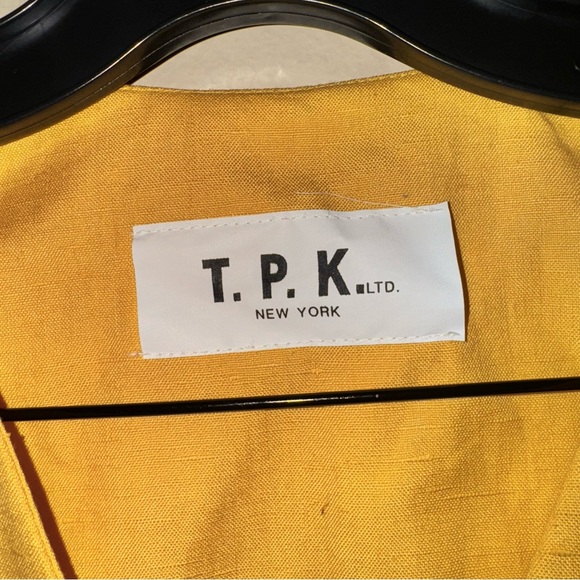 T. P. K. LTD.
NEW YORK